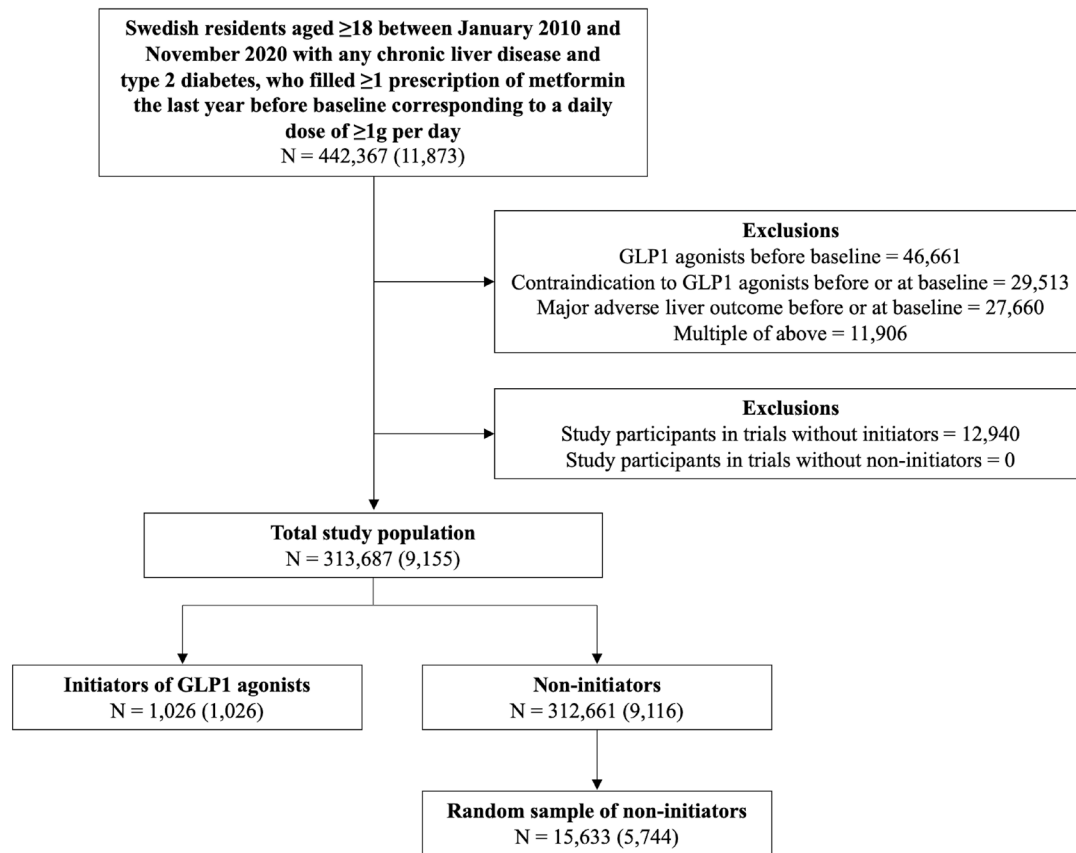 Swedish residents aged ≥18 between January 2010 and
November 2020 with any chronic liver disease and
type 2 diabetes, who filled ≥1 prescription of metformin
the last year before baseline corresponding to a daily
dose of ≥1g per day
N = 442,367 (11,873)
Exclusions
GLP1 agonists before baseline = 46,661
Contraindication to GLP1 agonists before or at baseline = 29,513
Major adverse liver outcome before or at baseline = 27,660
Multiple of above = 11,906
Exclusions
Study participants in trials without initiators = 12,940
Study participants in trials without non-initiators = 0
Total study population
N = 313,687 (9,155)
Initiators of GLP1 agonists
N = 1,026 (1,026)
Non-initiators
N = 312,661 (9,116)
Random sample of non-initiators
N = 15,633 (5,744)